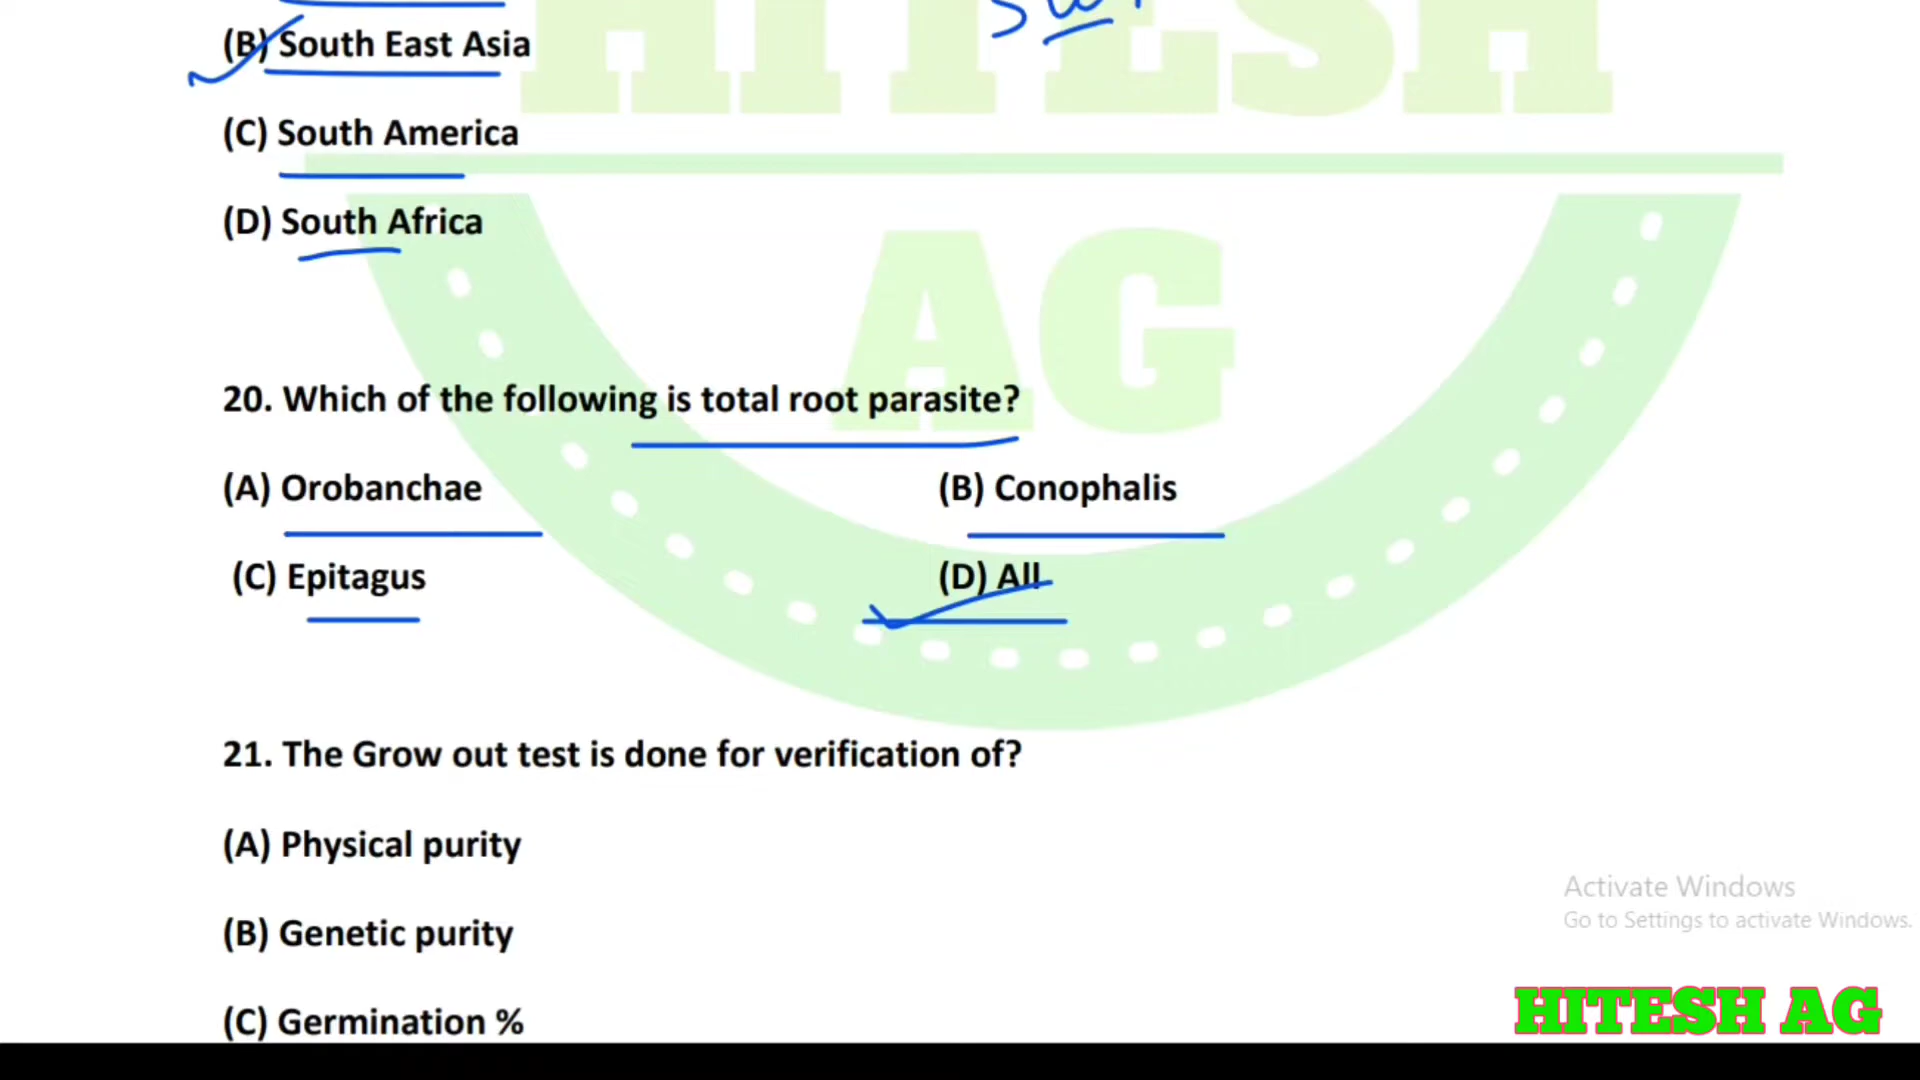 (B) South East Asia
(C) South America
(D) South Africa
HITESH
AG
20. Which of the following is total root parasite?
(A) Orobanchae
(B) Conophalis
(C) Epitagus
(D) All
21. The Grow out test is done for verification of?
(A) Physical purity
(B) Genetic purity
(C) Germination %
Activate Windows
Go to Settings to activate Windows.
HITESH AG